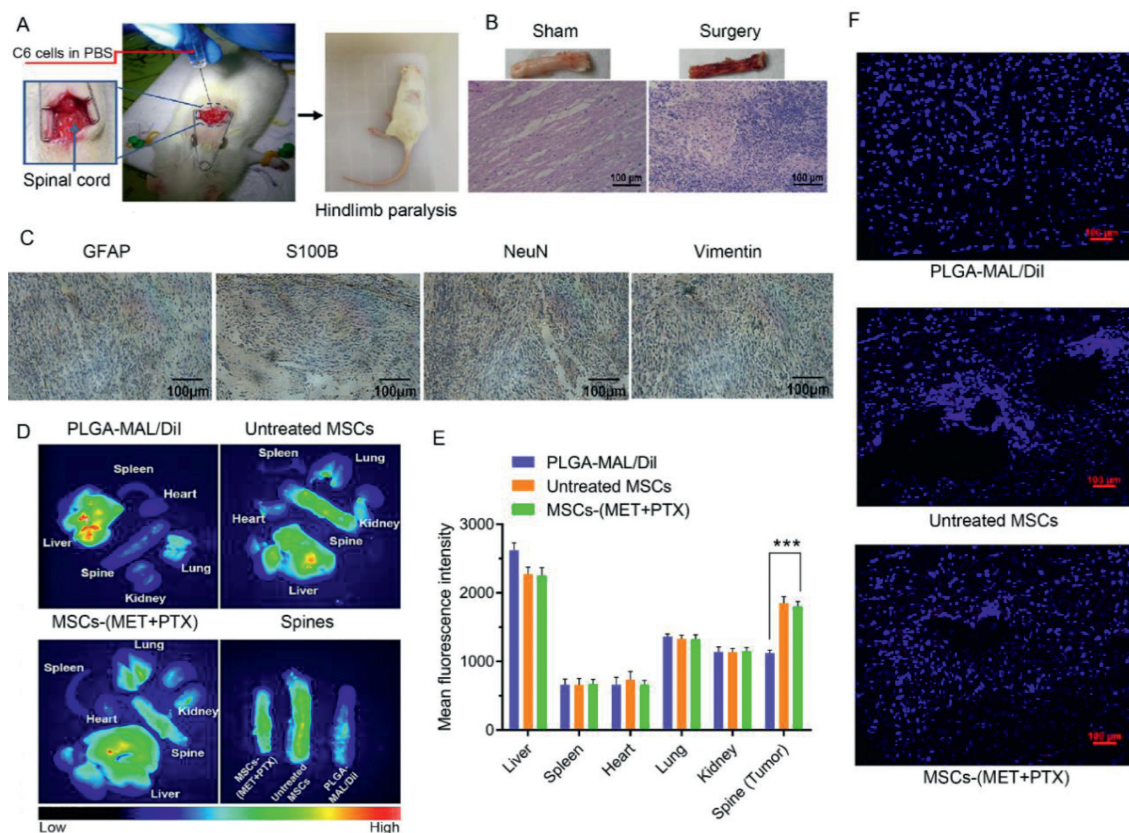 A
C6 cells in PBS
Spinal cord
Hindlimb paralysis
B
Sham
Surgery
100 μm
100 μm
C
GFAP
S100B
NeuN
Vimentin
100μm
100μm
100μm
100μm
D
PLGA-MAL/DiI
Untreated MSCs
Spleen
Heart
Liver
Spine
Lung
Kidney
Spleen
Lung
Heart
Kidney
Spine
Liver
MSCs-(MET+PTX)
Spines
Lung
Spleen
Kidney
Heart
Spine
Liver
MSCs-
(MET+PTX)
Untreated
MSCs
PLGA-
MAL/DiI
Low
High
E
PLGA-MAL/DiI
Untreated MSCs
MSCs-(MET+PTX)
Mean fluorescence intensity
3000
2000
1000
0
***
Liver
Spleen
Heart
Lung
Kidney
Spine (Tumor)
F
100 μm
PLGA-MAL/DiI
100 μm
Untreated MSCs
100 μm
MSCs-(MET+PTX)